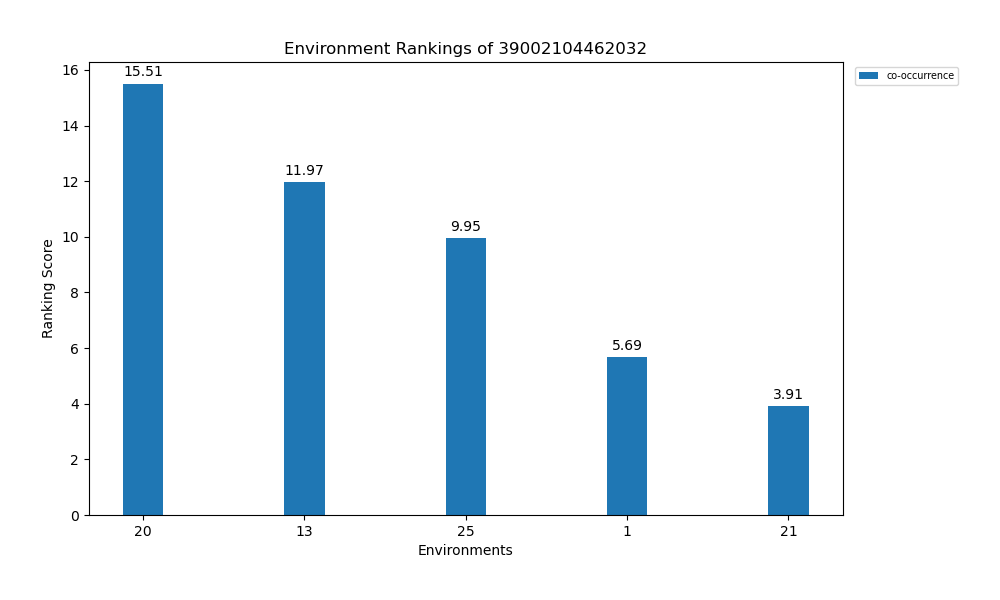 Environment Rankings of 39002104462032
co-occurrence
Ranking Score
16
14
12
10
8
6
4
2
0
15.51
11.97
9.95
5.69
3.91
20 13 25 1 21
Environments